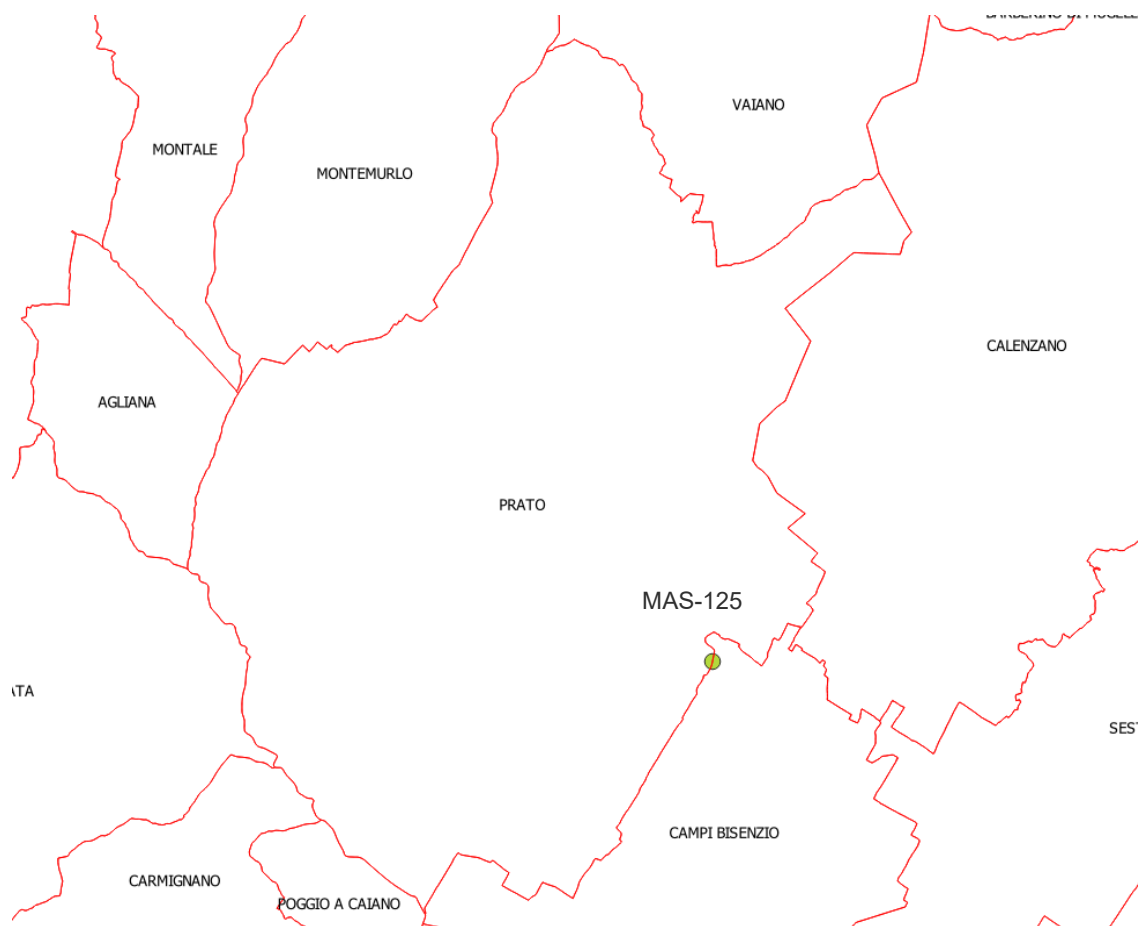 VAIANO
MONTALE
MONTEMURLO
CALENZANO
AGLIANA
PRATO
MAS-125
CAMPI BISENZIO
CARMIGNANO
POGGIO A CAIANO